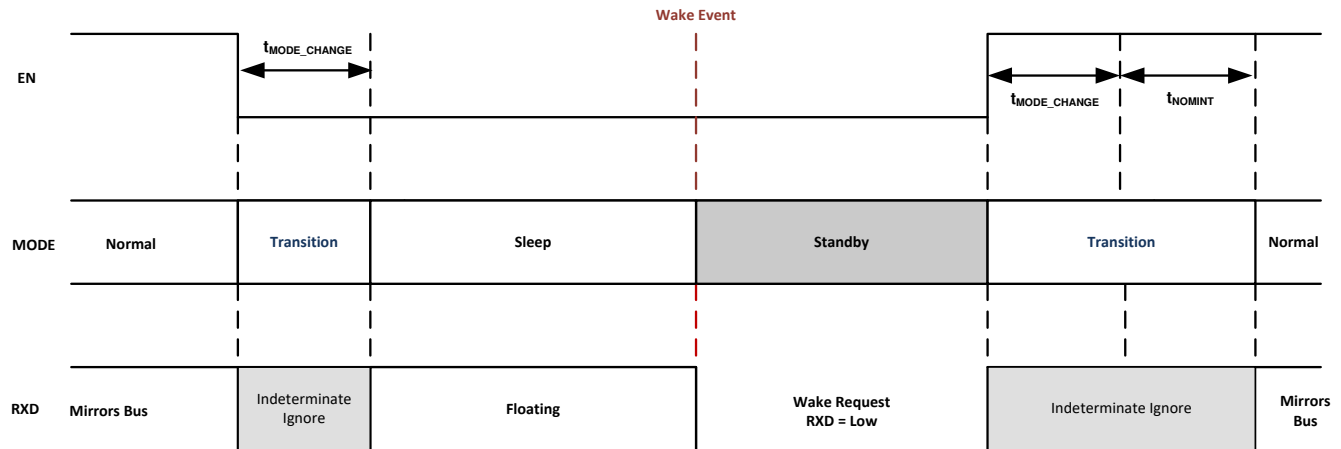 Wake Event
EN
tMODE_CHANGE
tMODE_CHANGE
tNOMINT
MODE
Normal
Transition
Sleep
Standby
Transition
Normal
RXD
Mirrors Bus
Indeterminate
Ignore
Floating
Wake Request
RXD = Low
Indeterminate Ignore
Mirrors
Bus